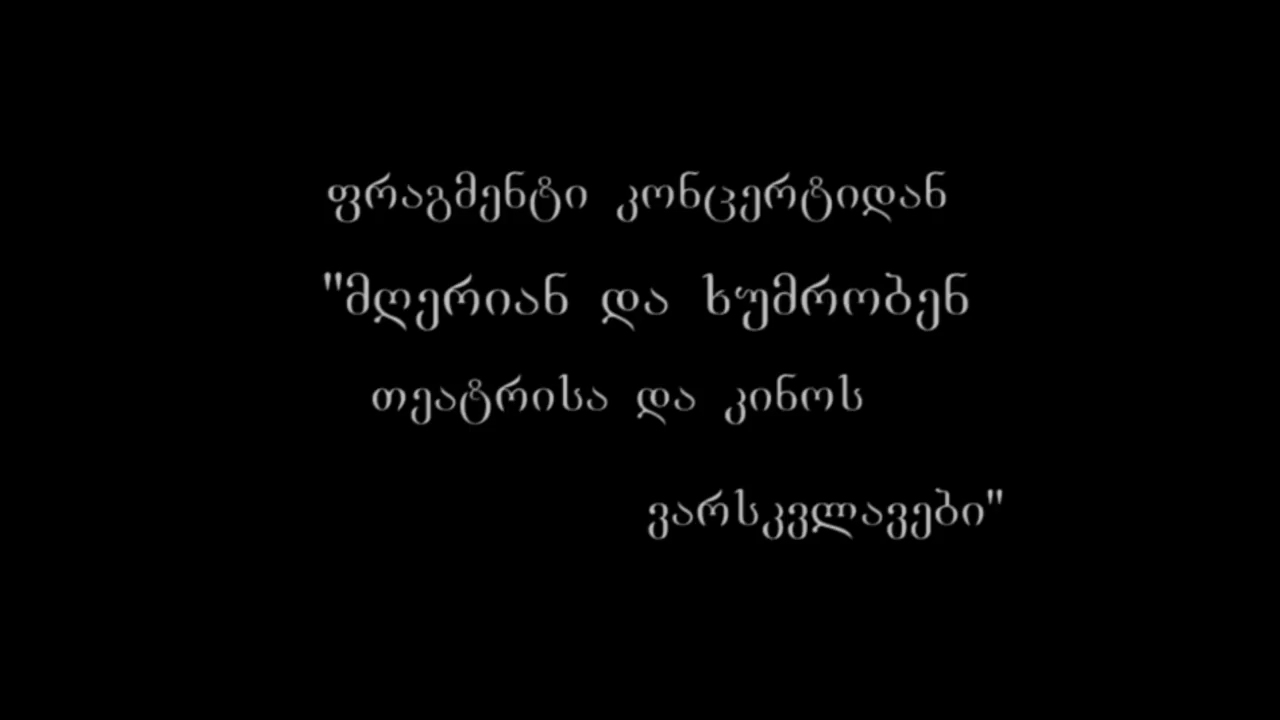 ფრაგმენტი კონცერტიდან
"მღერიან და ხუმრობენ
თეატრისა და კინოს
ვარსკვლავები"